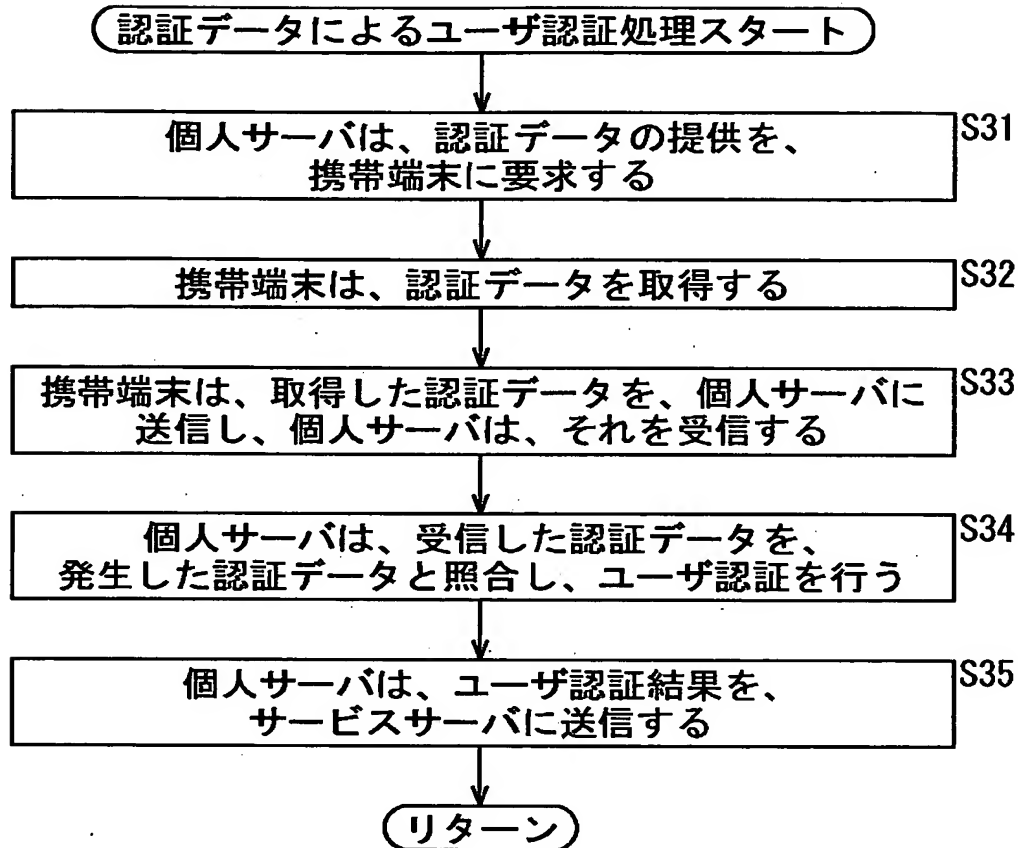 認証データによるユーザ認証処理スタート
S31
個人サーバは、認証データの提供を、
携帯端末に要求する
S32
携帯端末は、認証データを取得する
S33
携帯端末は、取得した認証データを、個人サーバに
送信し、個人サーバは、それを受信する
S34
個人サーバは、受信した認証データを、
発生した認証データと照合し、ユーザ認証を行う
S35
個人サーバは、ユーザ認証結果を、
サービスサーバに送信する
リターン